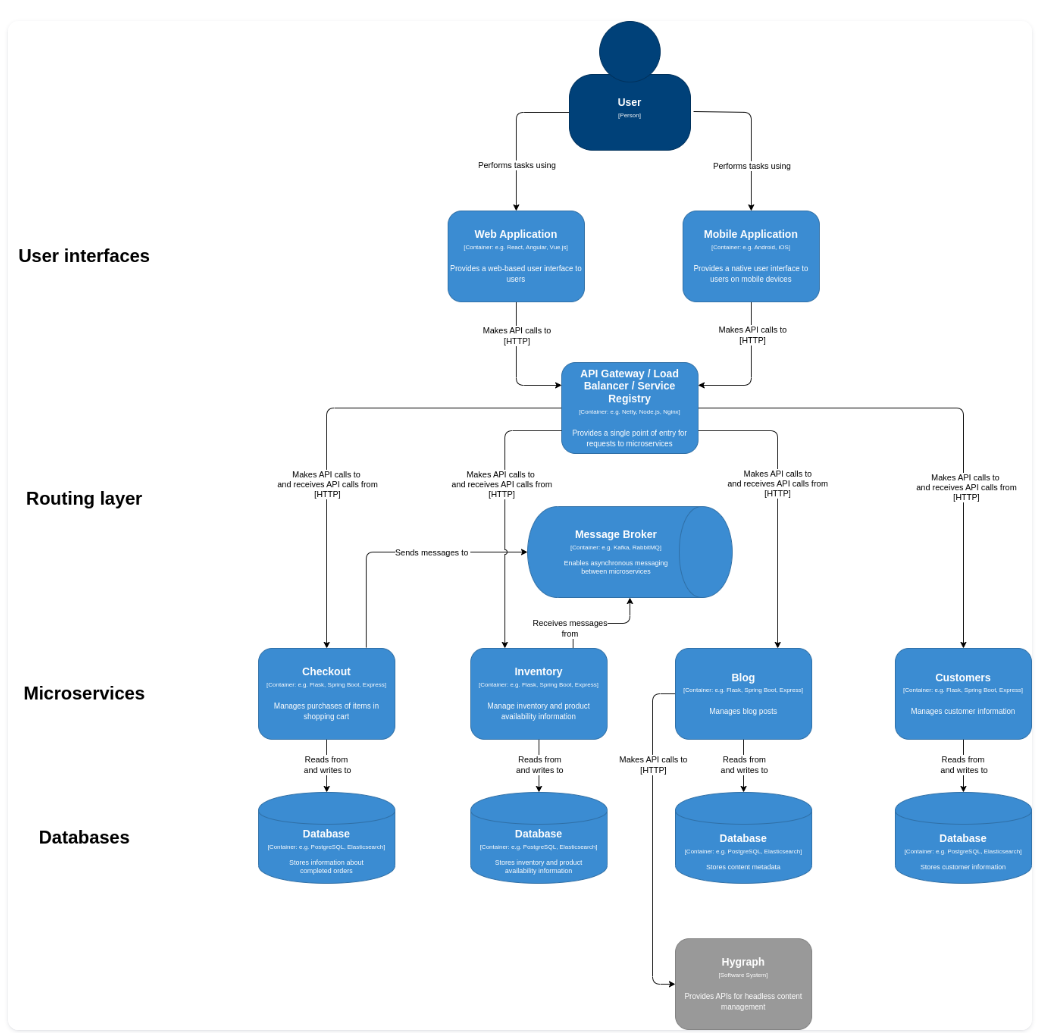 User
[Person]
Performs tasks using
Performs tasks using
User interfaces
Web Application
[Container: e.g. React, Angular, Vue.js]
Provides a web-based user interface to
users
Mobile Application
[Container: e.g. Android, iOS]
Provides a native user interface to
users on mobile devices
Makes API calls to
[HTTP]
Makes API calls to
[HTTP]
API Gateway / Load
Balancer / Service
Registry
[Container: e.g. Netty, Node.js, Nginx]
Provides a single point of entry for
requests to microservices
Routing layer
Makes API calls to
and receives API calls from
[HTTP]
Makes API calls to
and receives API calls from
[HTTP]
Makes API calls to
and receives API calls from
[HTTP]
Makes API calls to
and receives API calls from
[HTTP]
Message Broker
[Container: e.g. Kafka, RabbitMQ]
Enables asynchronous messaging
between microservices
Sends messages to
Receives messages
from
Microservices
Checkout
[Container: e.g. Flask, Spring Boot, Express]
Manages purchases of items in
shopping cart
Inventory
[Container: e.g. Flask, Spring Boot, Express]
Manage inventory and product
availability information
Blog
[Container: e.g. Flask, Spring Boot, Express]
Manages blog posts
Customers
[Container: e.g. Flask, Spring Boot, Express]
Manages customer information
Reads from
and writes to
Reads from
and writes to
Makes API calls to
[HTTP]
Reads from
and writes to
Reads from
and writes to
Databases
Database
[Container: e.g. PostgreSQL, Elasticsearch]
Stores information about
completed orders
Database
[Container: e.g. PostgreSQL, Elasticsearch]
Stores inventory and product
availability information
Database
[Container: e.g. PostgreSQL, Elasticsearch]
Stores content metadata
Database
[Container: e.g. PostgreSQL, Elasticsearch]
Stores customer information
Hygraph
[Software System]
Provides APIs for headless content
management